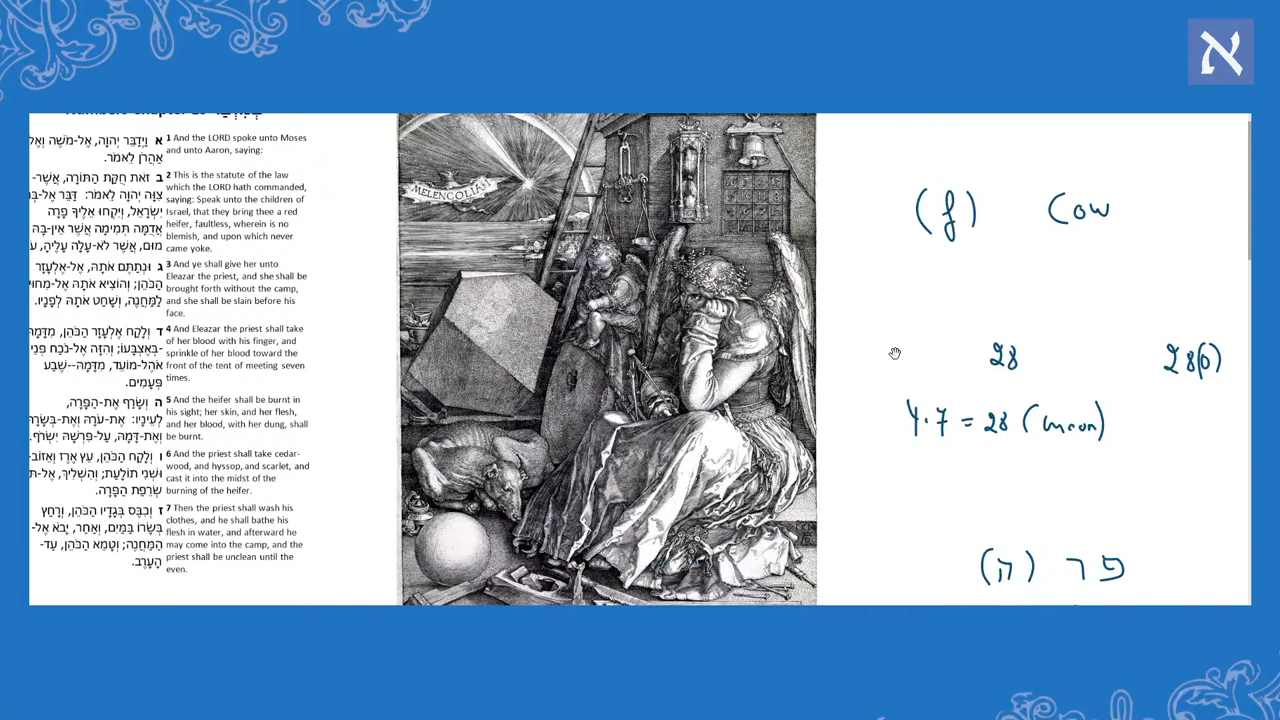 א
1 And the LORD spoke unto Moses
and unto Aaron, saying:
א וַיְדַבֵּר יְהוָה, אֶל-מֹשֶׁה וְאֶל
אַהֲרֹן לֵאמֹר.
2 This is the statute of the law
which the LORD hath commanded,
saying: Speak unto the children of
Israel, that they bring thee a red
heifer, faultless, wherein is no
blemish, and upon which never
came yoke.
ב זֹאת חֻקַּת הַתּוֹרָה, אֲשֶׁר-
צִוָּה יְהוָה לֵאמֹר: דַּבֵּר אֶל-בְּ
יִשְׂרָאֵל, וְיִקְחוּ אֵלֶיךָ פָרָה
אֲדֻמָּה תְּמִימָה אֲשֶׁר אֵין-בָּהּ
מוּם, אֲשֶׁר לֹא-עָלָה עָלֶיהָ, ע
3 And ye shall give her unto
Eleazar the priest, and she shall be
brought forth without the camp,
and she shall be slain before his
face.
ג וּנְתַתֶּם אֹתָהּ, אֶל-אֶלְעָזָר
הַכֹּהֵן; וְהוֹצִיא אֹתָהּ אֶל-מִחוּ
לַמַּחֲנֶה, וְשָׁחַט אֹתָהּ לְפָנָיו.
4 And Eleazar the priest shall take
of her blood with his finger, and
sprinkle of her blood toward the
front of the tent of meeting seven
times.
ד וְלָקַח אֶלְעָזָר הַכֹּהֵן, מִדָּמָהּ
בְּאֶצְבָּעוֹ; וְהִזָּה אֶל-נֹכַח פְּנֵי-
אֹהֶל-מוֹעֵד, מִדָּמָהּ--שֶׁבַע
פְּעָמִים.
5 And the heifer shall be burnt in
his sight; her skin, and her flesh,
and her blood, with her dung, shall
be burnt.
ה וְשָׂרַף אֶת-הַפָּרָה,
לְעֵינָיו: אֶת-עֹרָהּ וְאֶת-בְּשָׂרָהּ
וְאֶת-דָּמָהּ, עַל-פִּרְשָׁהּ יִשְׂרֹף.
6 And the priest shall take cedar-
wood, and hyssop, and scarlet, and
cast it into the midst of the
burning of the heifer.
ו וְלָקַח הַכֹּהֵן, עֵץ אֶרֶז וְאֵזוֹב-
וּשְׁנִי תוֹלָעַת; וְהִשְׁלִיךְ, אֶל-תּ
שְׂרֵפַת הַפָּרָה.
7 Then the priest shall wash his
clothes, and he shall bathe his
flesh in water, and afterward he
may come into the camp, and the
priest shall be unclean until the
even.
ז וְכִבֶּס בְּגָדָיו הַכֹּהֵן, וְרָחַץ
בְּשָׂרוֹ בַּמַּיִם, וְאַחַר, יָבֹא אֶל-
הַמַּחֲנֶה; וְטָמֵא הַכֹּהֵן, עַד-
הָעָרֶב.
MELENCOLIA
(f) Cow
28 28(6)
4·7 = 28 (moon)
פר (ה)